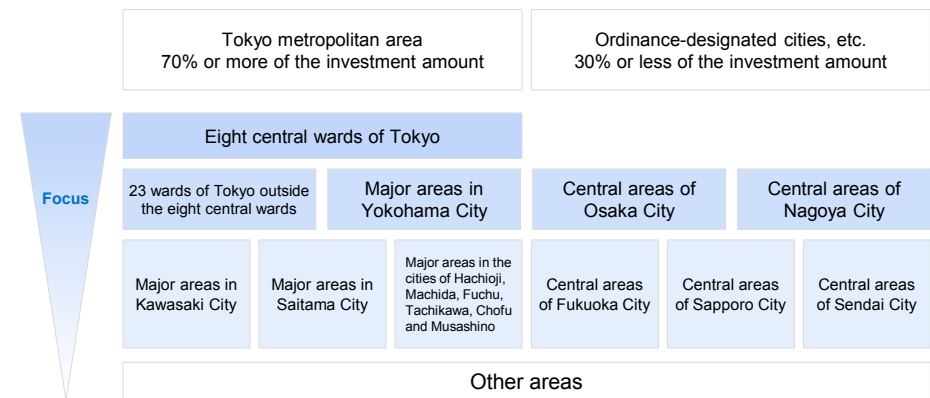 Tokyo metropolitan area
70% or more of the investment amount
Ordinance-designated cities, etc.
30% or less of the investment amount
Focus
Eight central wards of Tokyo
23 wards of Tokyo outside
the eight central wards
Major areas in
Yokohama City
Central areas of
Osaka City
Central areas of
Nagoya City
Major areas in
Kawasaki City
Major areas in
Saitama City
Major areas in the
cities of Hachioji,
Machida, Fuchu,
Tachikawa, Chofu
and Musashino
Central areas
of Fukuoka City
Central areas
of Sapporo City
Central areas
of Sendai City
Other areas